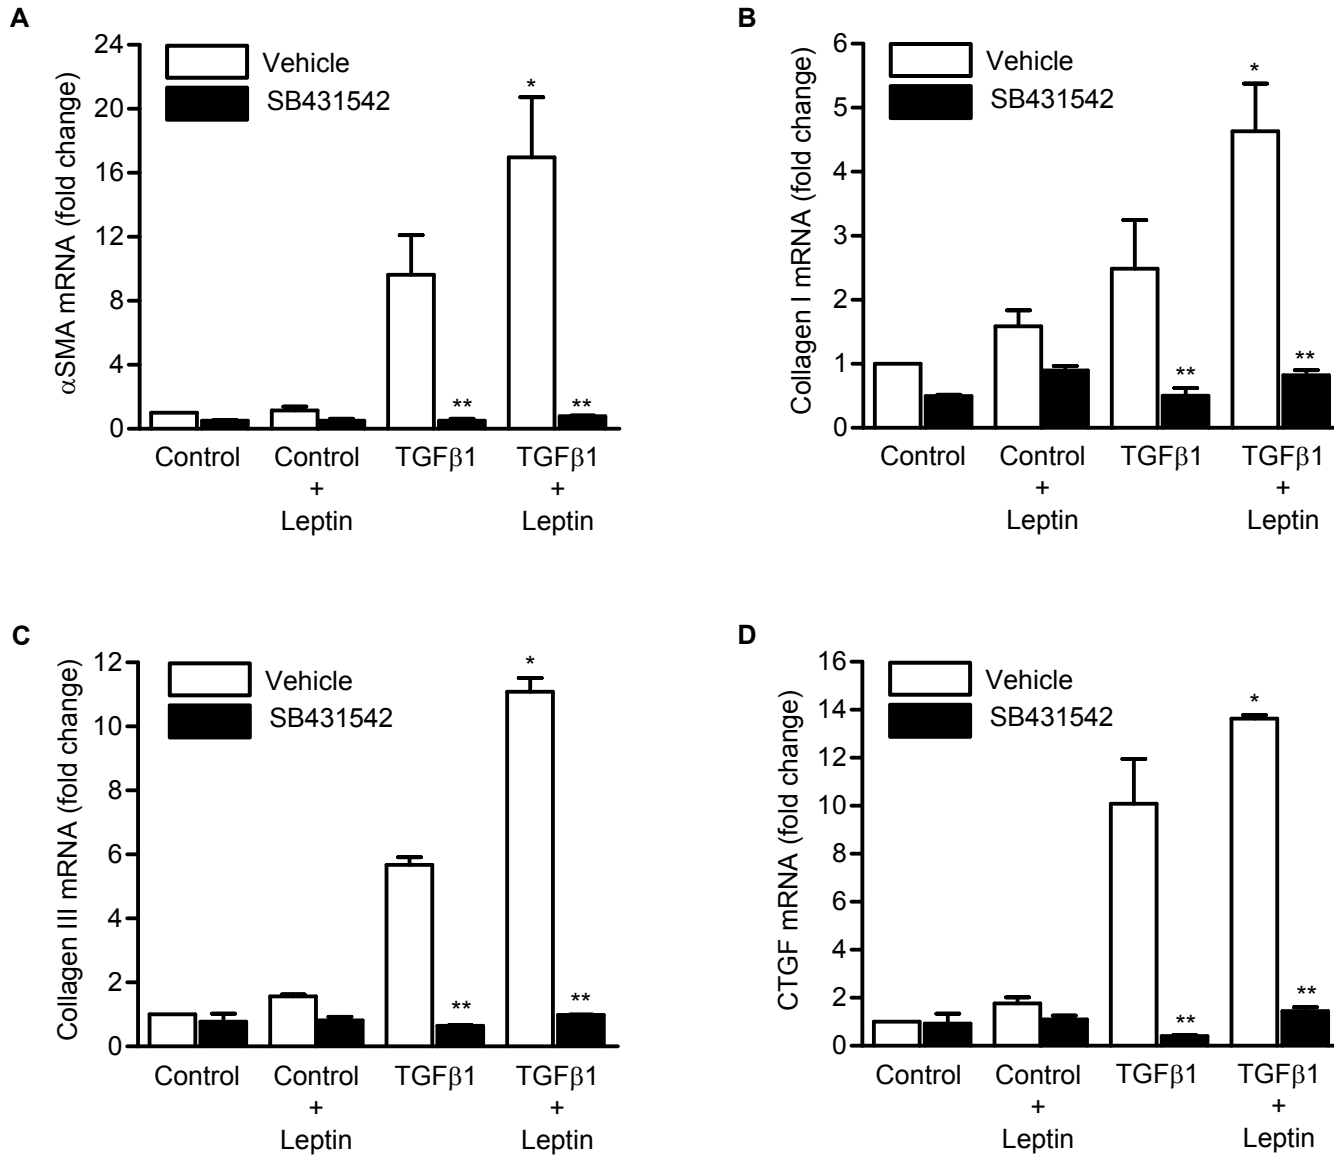 A
αSMA mRNA (fold change)
24
20
16
12
8
4
0
Vehicle
SB431542
*
**
**
Control
Control
+
Leptin
TGFβ1
TGFβ1
+
Leptin
B
Collagen I mRNA (fold change)
6
5
4
3
2
1
0
Vehicle
SB431542
*
**
**
Control
Control
+
Leptin
TGFβ1
TGFβ1
+
Leptin
C
Collagen III mRNA (fold change)
12
10
8
6
4
2
0
Vehicle
SB431542
*
**
**
Control
Control
+
Leptin
TGFβ1
TGFβ1
+
Leptin
D
CTGF mRNA (fold change)
16
14
12
10
8
6
4
2
0
Vehicle
SB431542
*
**
**
Control
Control
+
Leptin
TGFβ1
TGFβ1
+
Leptin